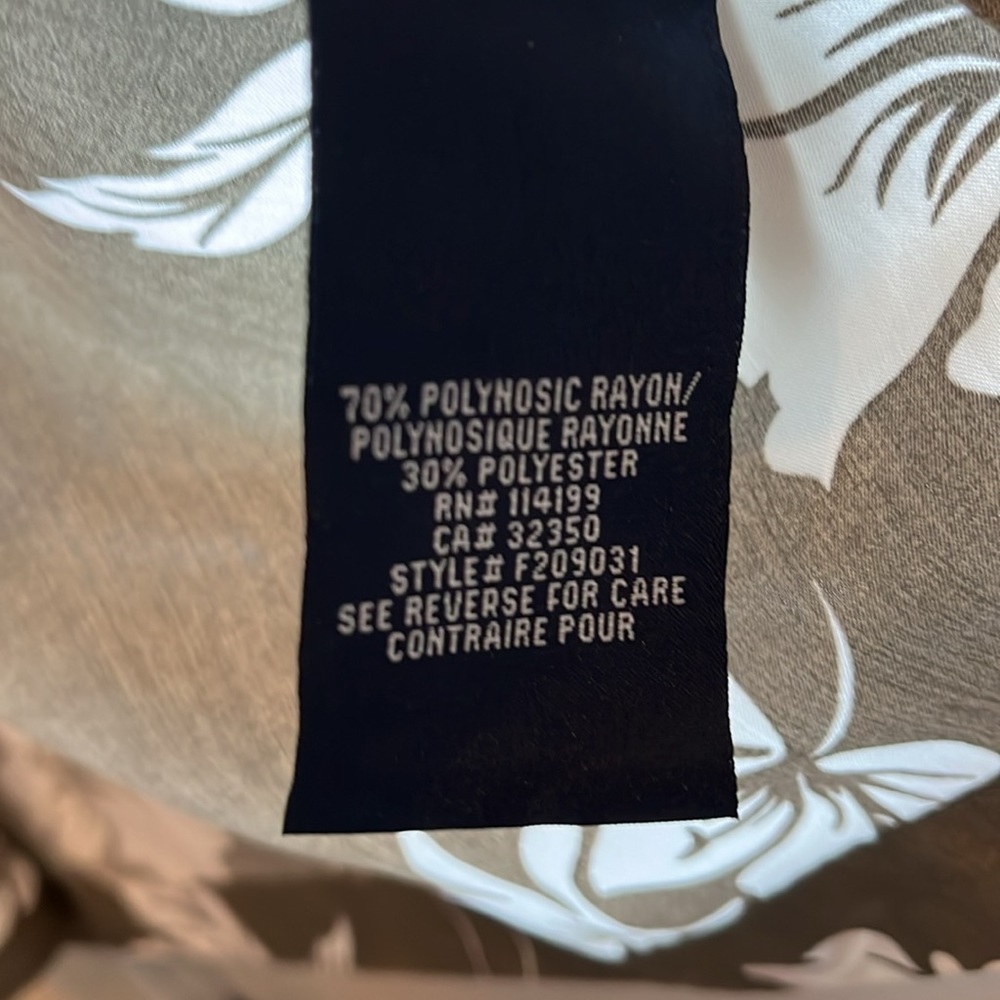 70% POLYNOSIC RAYON/
POLYNOSIQUE RAYONNE
30% POLYESTER
RN# 114199
CA# 32350
STYLE# F209031
SEE REVERSE FOR CARE
CONTRAIRE POUR